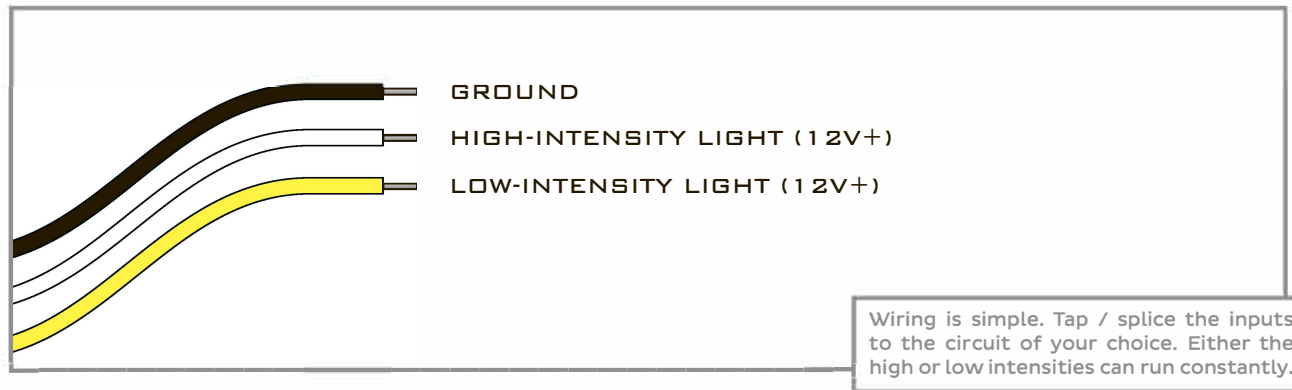 GROUND
HIGH-INTENSITY LIGHT (12V+)
LOW-INTENSITY LIGHT (12V+)
Wiring is simple. Tap / splice the inputs
to the circuit of your choice. Either the
high or low intensities can run constantly.